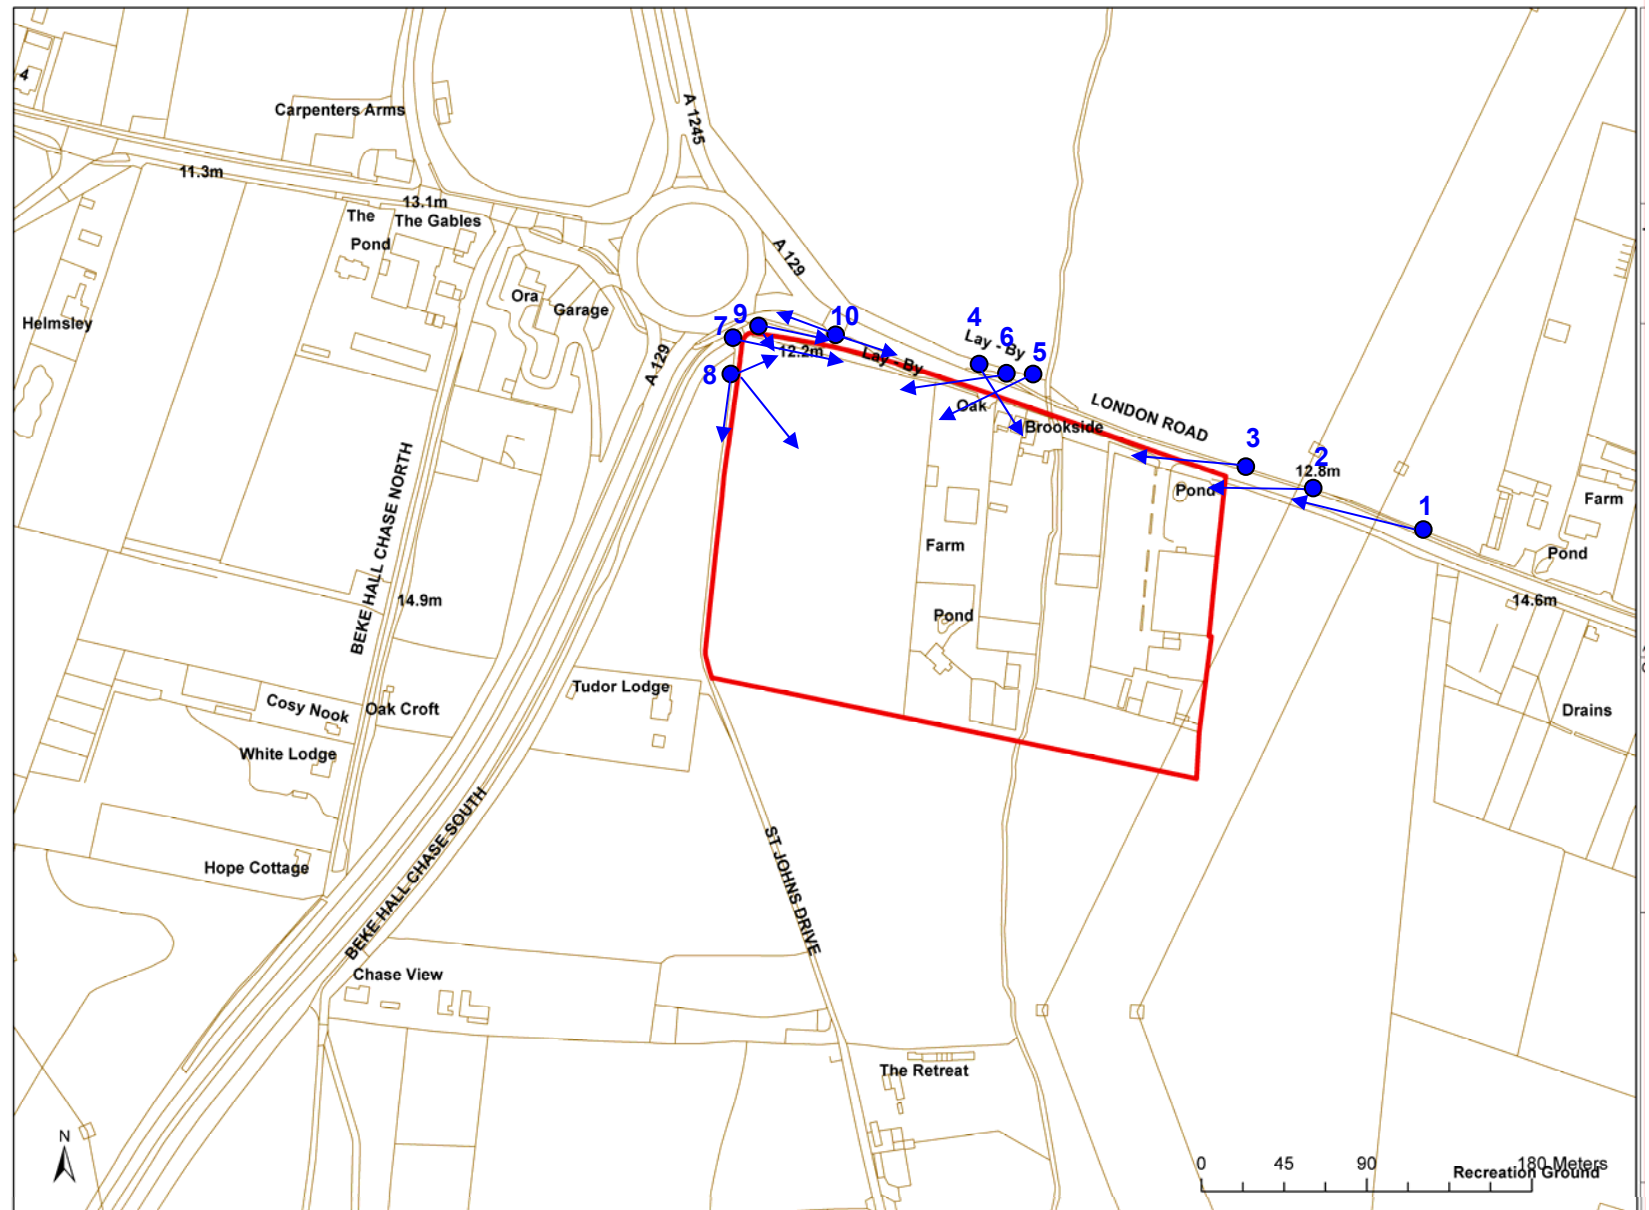 4
Carpenters Arms
A 1245
11.3m
13.1m
The
The Gables
Pond
A 129
Ora
Garage
Helmsley
7
9
10
12.2m
Lay - By
4
Lay - By
6
5
A 129
8
Oak
Brookside
LONDON ROAD
3
2
12.8m
Pond
1
Farm
Farm
Pond
BEKE HALL CHASE NORTH
14.9m
14.6m
Pond
Tudor Lodge
Cosy Nook
Oak Croft
Drains
White Lodge
BEKE HALL CHASE SOUTH
ST JOHNS DRIVE
Hope Cottage
Chase View
The Retreat
N
0 45 90 180 Meters
Recreation Ground